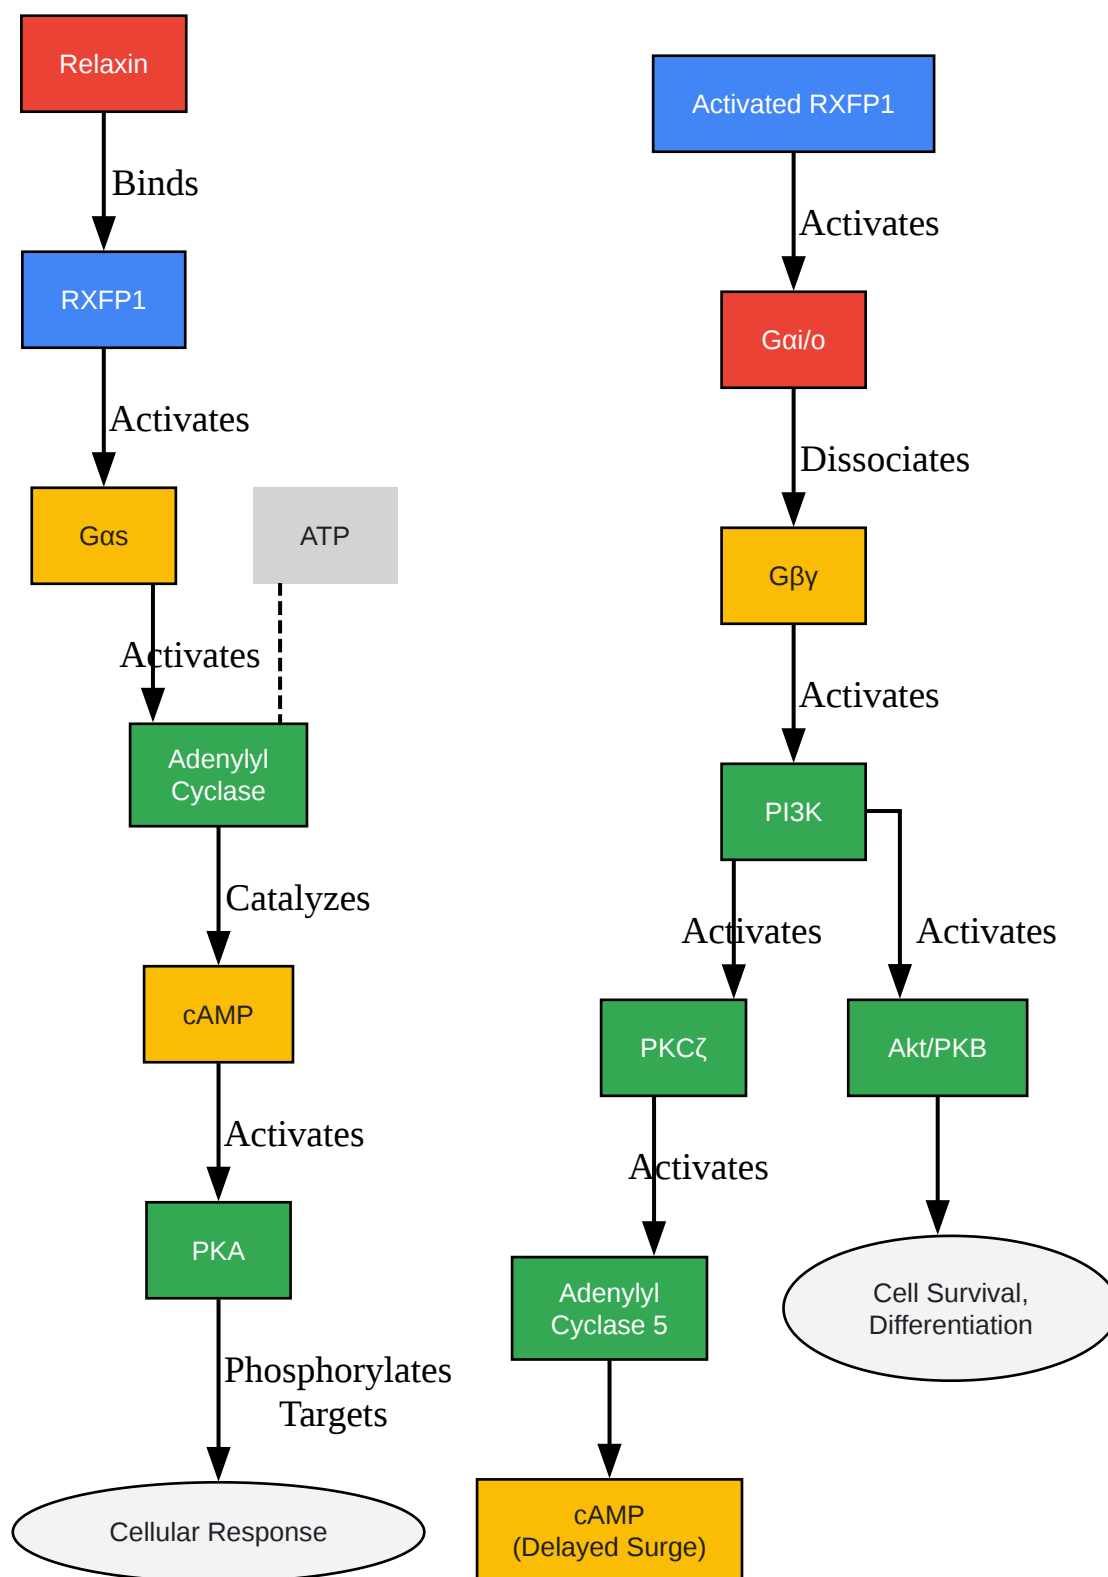 Relaxin
Binds
RXFP1
Activates
Gαs
ATP
Activates
Adenylyl
Cyclase
Catalyzes
cAMP
Activates
PKA
Phosphorylates
Targets
Cellular Response
Activated RXFP1
Activates
Gαi/o
Dissociates
Gβγ
Activates
PI3K
Activates
Activates
PKCζ
Akt/PKB
Activates
Adenylyl
Cyclase 5
Cell Survival,
Differentiation
cAMP
(Delayed Surge)